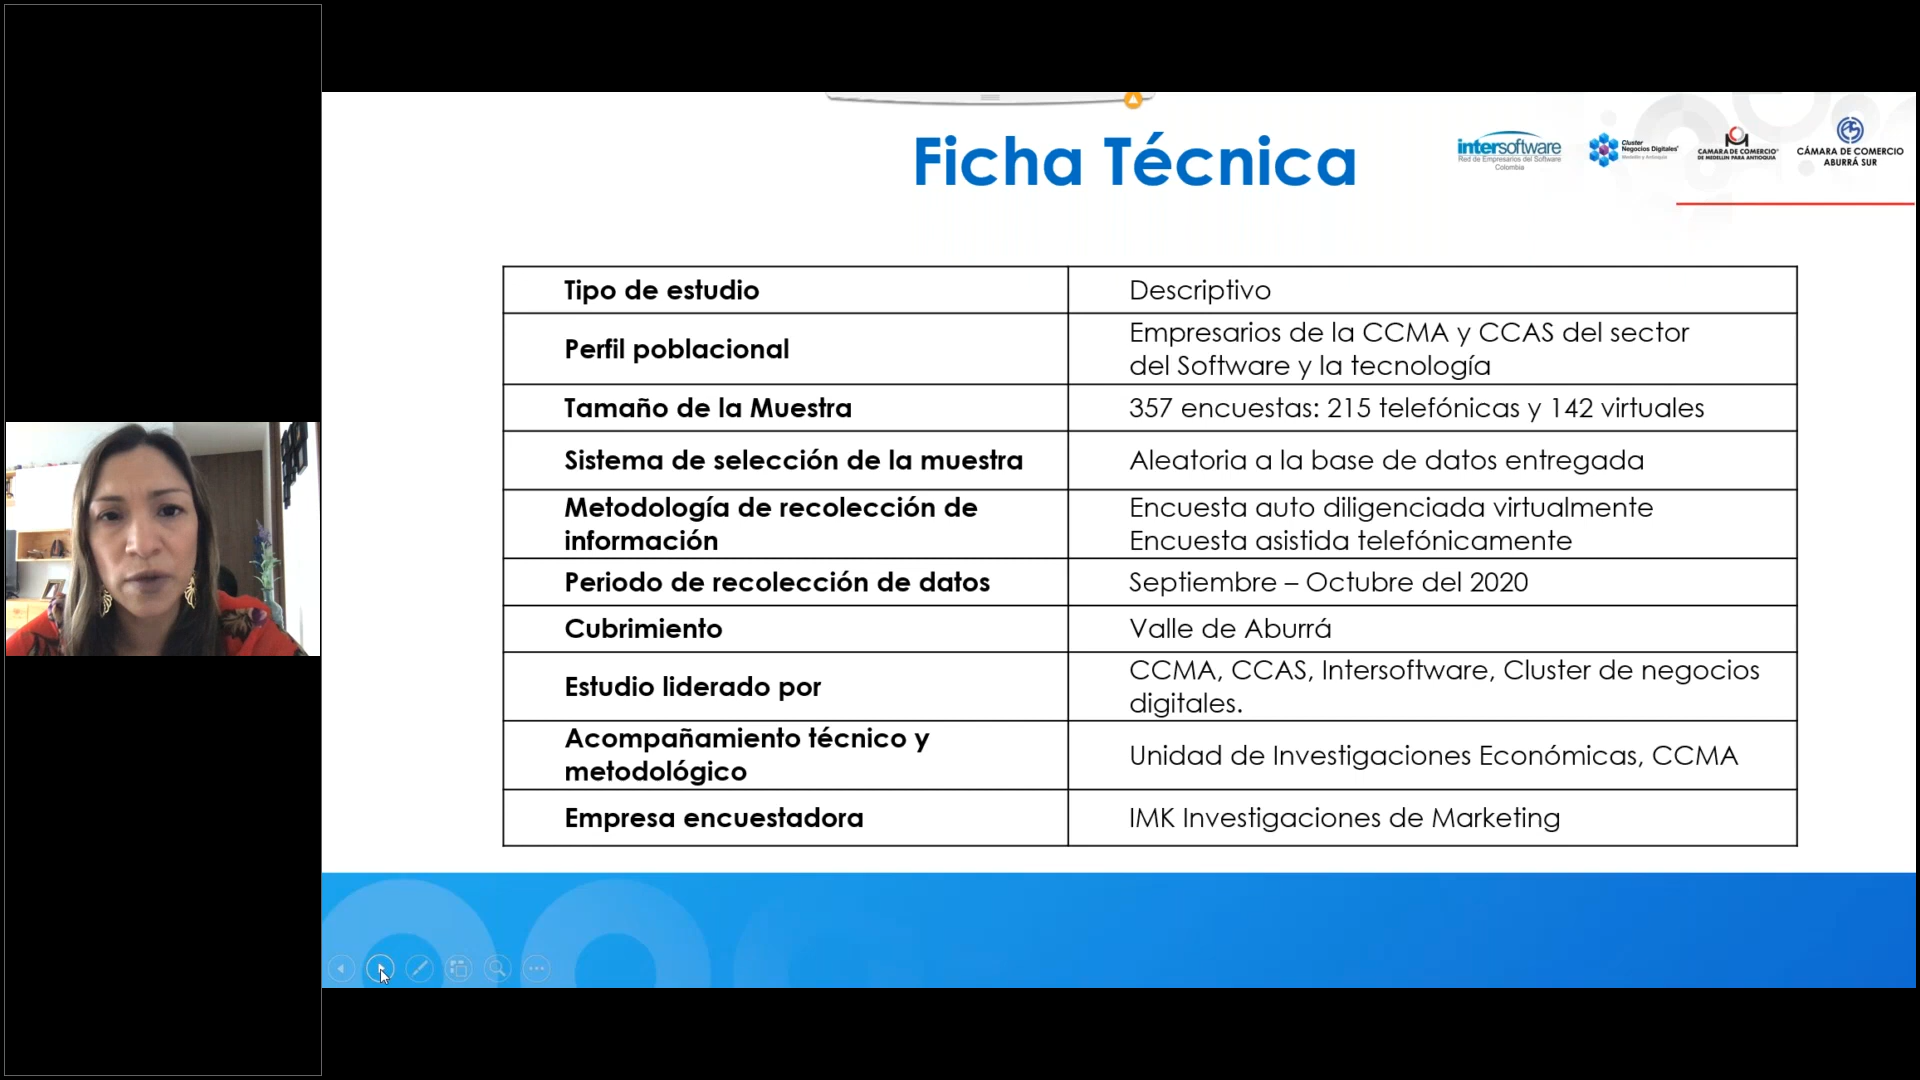 Ficha Técnica
intersoftware
Red de Empresarios del Software
Colombia
Cluster
Negocios Digitales
Medellín y Antioquia
CÁMARA DE COMERCIO
DE MEDELLÍN PARA ANTIOQUIA
CÁMARA DE COMERCIO
ABURRÁ SUR
Tipo de estudio
Descriptivo
Perfil poblacional
Empresarios de la CCMA y CCAS del sector
del Software y la tecnología
Tamaño de la Muestra
357 encuestas: 215 telefónicas y 142 virtuales
Sistema de selección de la muestra
Aleatoria a la base de datos entregada
Metodología de recolección de
información
Encuesta auto diligenciada virtualmente
Encuesta asistida telefónicamente
Periodo de recolección de datos
Septiembre – Octubre del 2020
Cubrimiento
Valle de Aburrá
Estudio liderado por
CCMA, CCAS, Intersoftware, Cluster de negocios
digitales.
Acompañamiento técnico y
metodológico
Unidad de Investigaciones Económicas, CCMA
Empresa encuestadora
IMK Investigaciones de Marketing